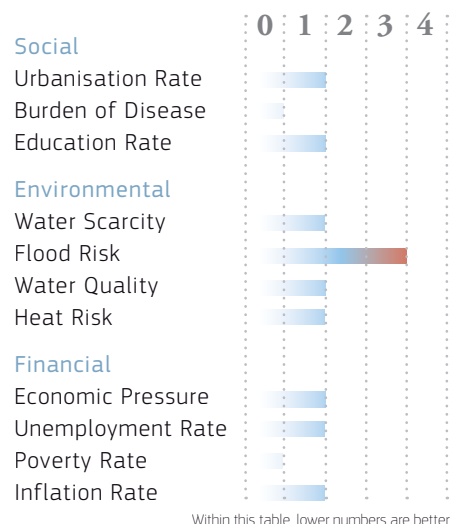 0 1 2 3 4
Social
Urbanisation Rate
Burden of Disease
Education Rate
Environmental
Water Scarcity
Flood Risk
Water Quality
Heat Risk
Financial
Economic Pressure
Unemployment Rate
Poverty Rate
Inflation Rate
Within this table, lower numbers are better